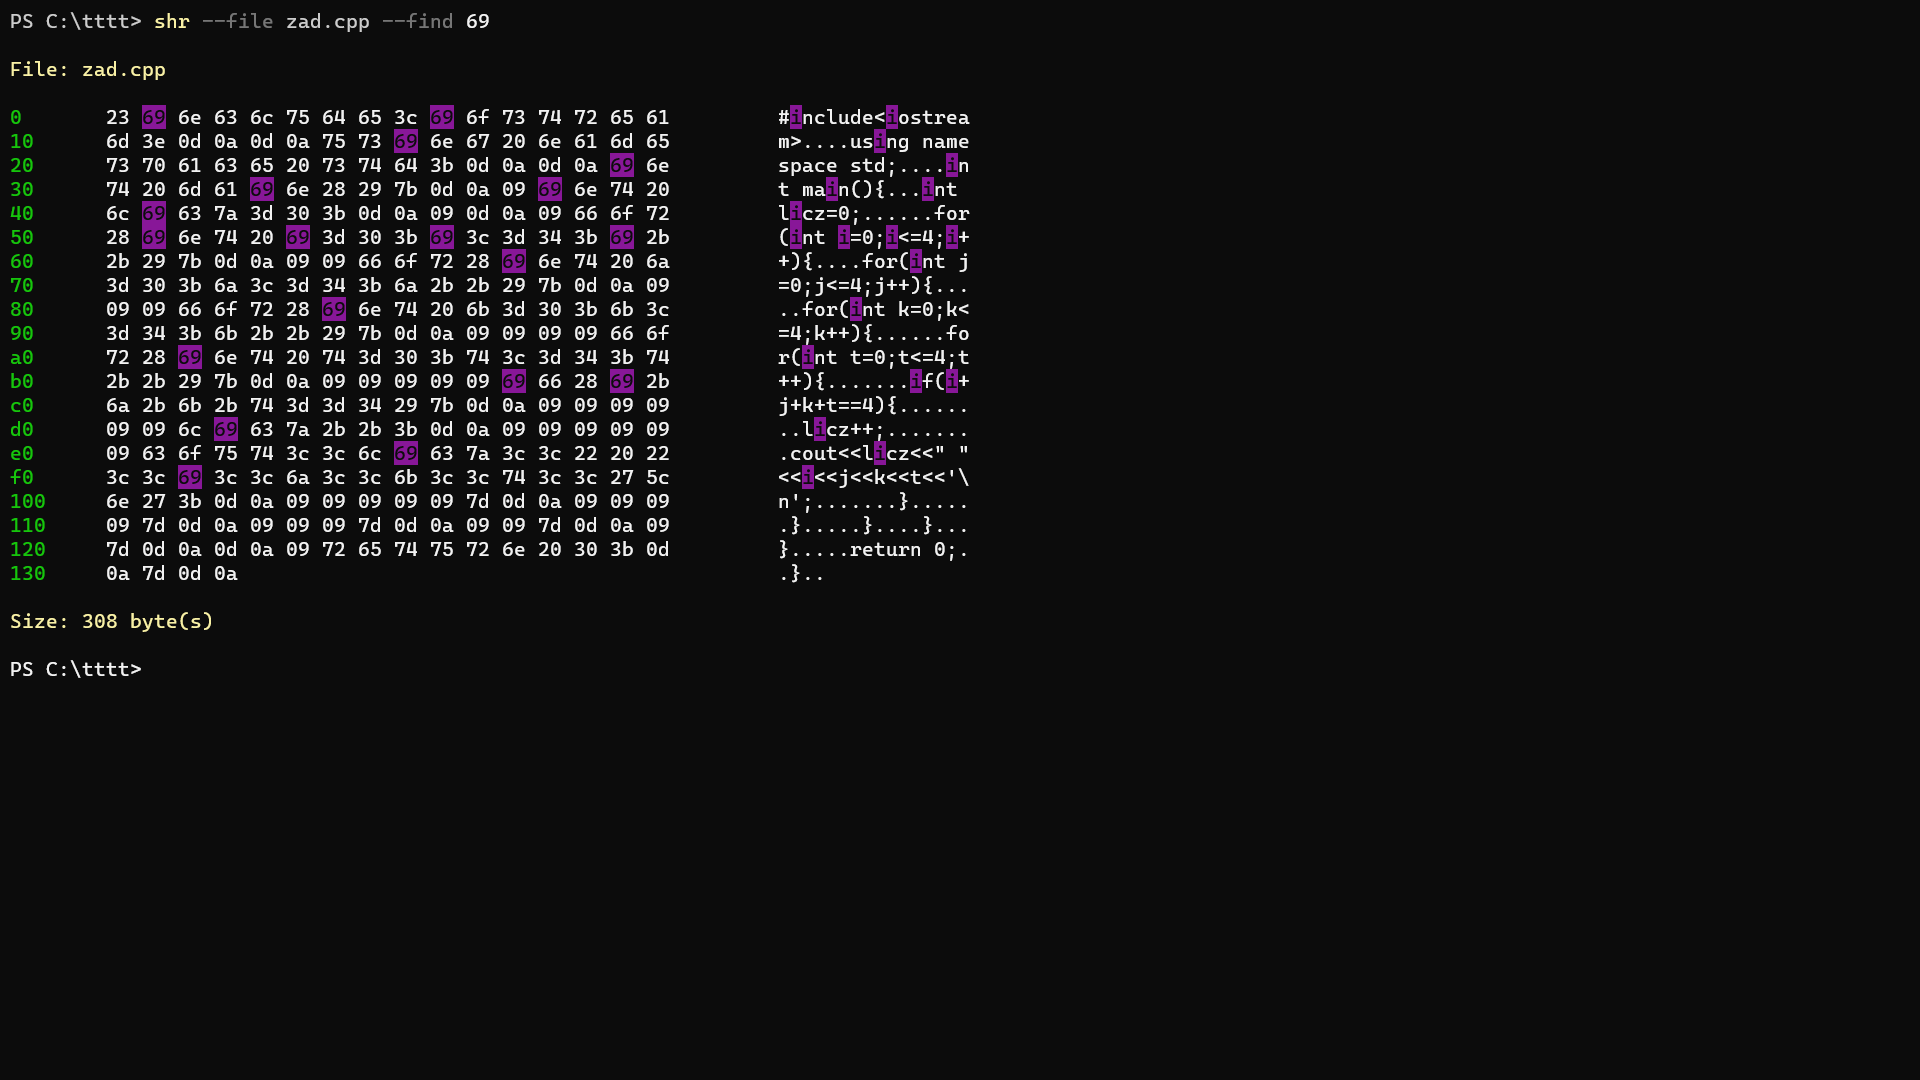 PS C:\tttt> shr --file zad.cpp --find 69
File: zad.cpp
0 23 69 6e 63 6c 75 64 65 3c 69 6f 73 74 72 65 61 #include<iostrea
10 6d 3e 0d 0a 0d 0a 75 73 69 6e 67 20 6e 61 6d 65 m>....using name
20 73 70 61 63 65 20 73 74 64 3b 0d 0a 0d 0a 69 6e space std;....in
30 74 20 6d 61 69 6e 28 29 7b 0d 0a 09 69 6e 74 20 t main(){...int
40 6c 69 63 7a 3d 30 3b 0d 0a 09 0d 0a 09 66 6f 72 licz=0;......for
50 28 69 6e 74 20 69 3d 30 3b 69 3c 3d 34 3b 69 2b (int i=0;i<=4;i+
60 2b 29 7b 0d 0a 09 09 66 6f 72 28 69 6e 74 20 6a +){....for(int j
70 3d 30 3b 6a 3c 3d 34 3b 6a 2b 2b 29 7b 0d 0a 09 =0;j<=4;j++){...
80 09 09 66 6f 72 28 69 6e 74 20 6b 3d 30 3b 6b 3c ..for(int k=0;k<
90 3d 34 3b 6b 2b 2b 29 7b 0d 0a 09 09 09 09 66 6f =4;k++){......fo
a0 72 28 69 6e 74 20 74 3d 30 3b 74 3c 3d 34 3b 74 r(int t=0;t<=4;t
b0 2b 2b 29 7b 0d 0a 09 09 09 09 09 69 66 28 69 2b ++){.......if(i+
c0 6a 2b 6b 2b 74 3d 3d 34 29 7b 0d 0a 09 09 09 09 j+k+t==4){......
d0 09 09 6c 69 63 7a 2b 2b 3b 0d 0a 09 09 09 09 09 ..licz++;.......
e0 09 63 6f 75 74 3c 3c 6c 69 63 7a 3c 3c 22 20 22 .cout<<licz<<" "
f0 3c 3c 69 3c 3c 6a 3c 3c 6b 3c 3c 74 3c 3c 27 5c <<i<<j<<k<<t<<'\
100 6e 27 3b 0d 0a 09 09 09 09 09 7d 0d 0a 09 09 09 n';.......}.....
110 09 7d 0d 0a 09 09 09 7d 0d 0a 09 09 7d 0d 0a 09 .}.....}....}...
120 7d 0d 0a 0d 0a 09 72 65 74 75 72 6e 20 30 3b 0d }.....return 0;.
130 0a 7d 0d 0a .}..
Size: 308 byte(s)
PS C:\tttt>